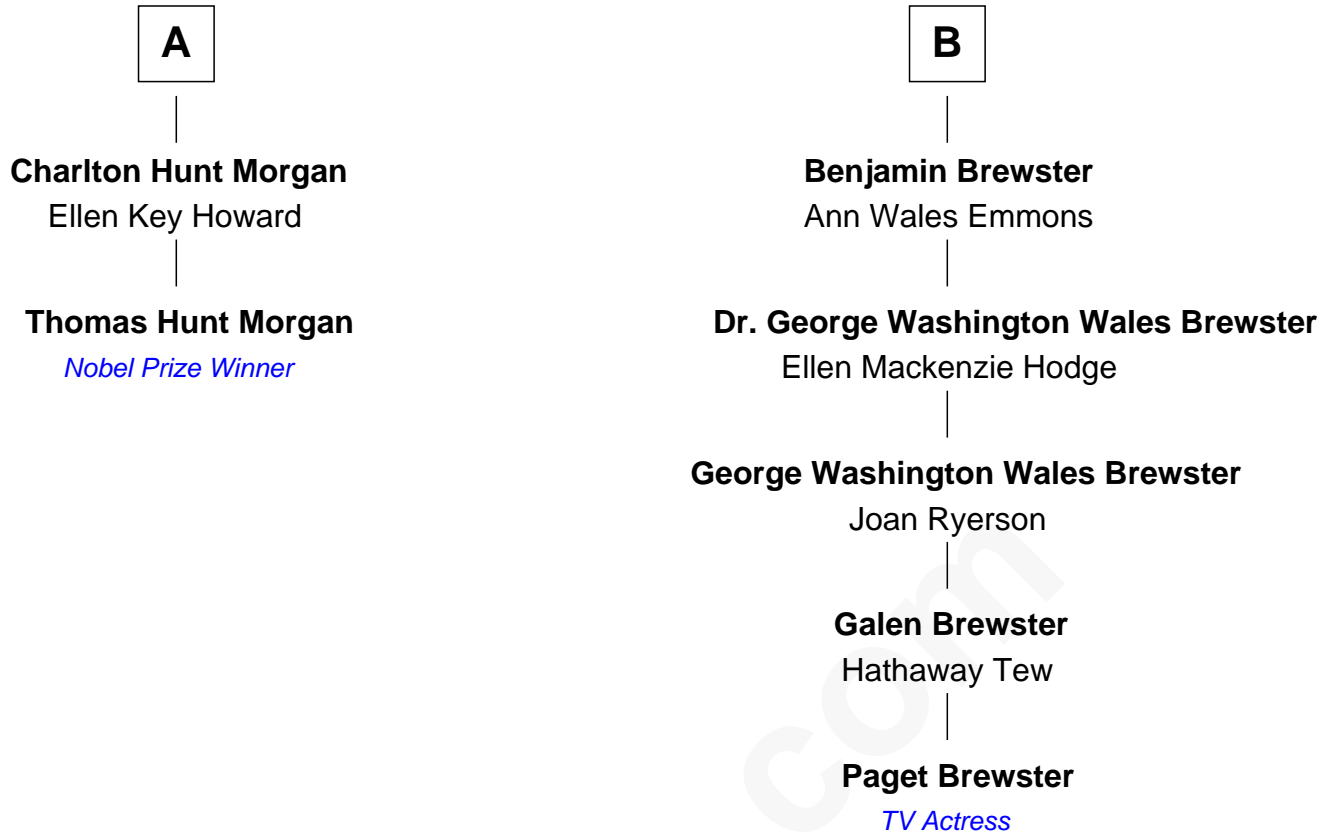 A
Charlton Hunt Morgan
Ellen Key Howard
Thomas Hunt Morgan
Nobel Prize Winner
B
Benjamin Brewster
Ann Wales Emmons
Dr. George Washington Wales Brewster
Ellen Mackenzie Hodge
George Washington Wales Brewster
Joan Ryerson
Galen Brewster
Hathaway Tew
Paget Brewster
TV Actress
com